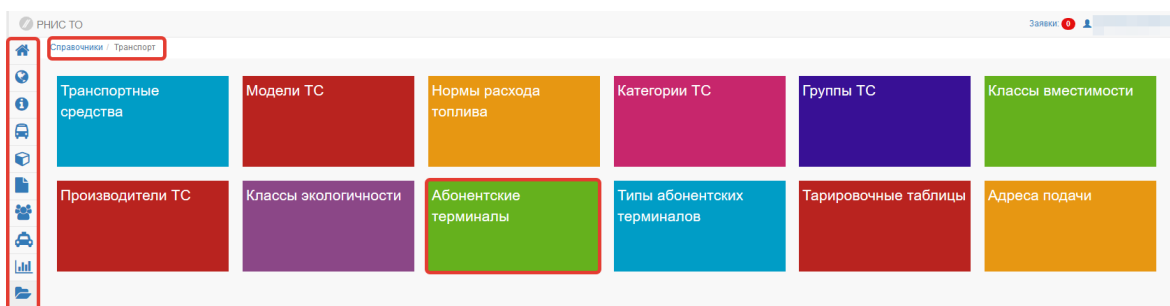 РНИС ТО
Заявки: 0
Справочники / Транспорт
Транспортные
средства
Модели ТС
Нормы расхода
топлива
Категории ТС
Группы ТС
Классы вместимости
Производители ТС
Классы экологичности
Абонентские
терминалы
Типы абонентских
терминалов
Тарировочные таблицы
Адреса подачи